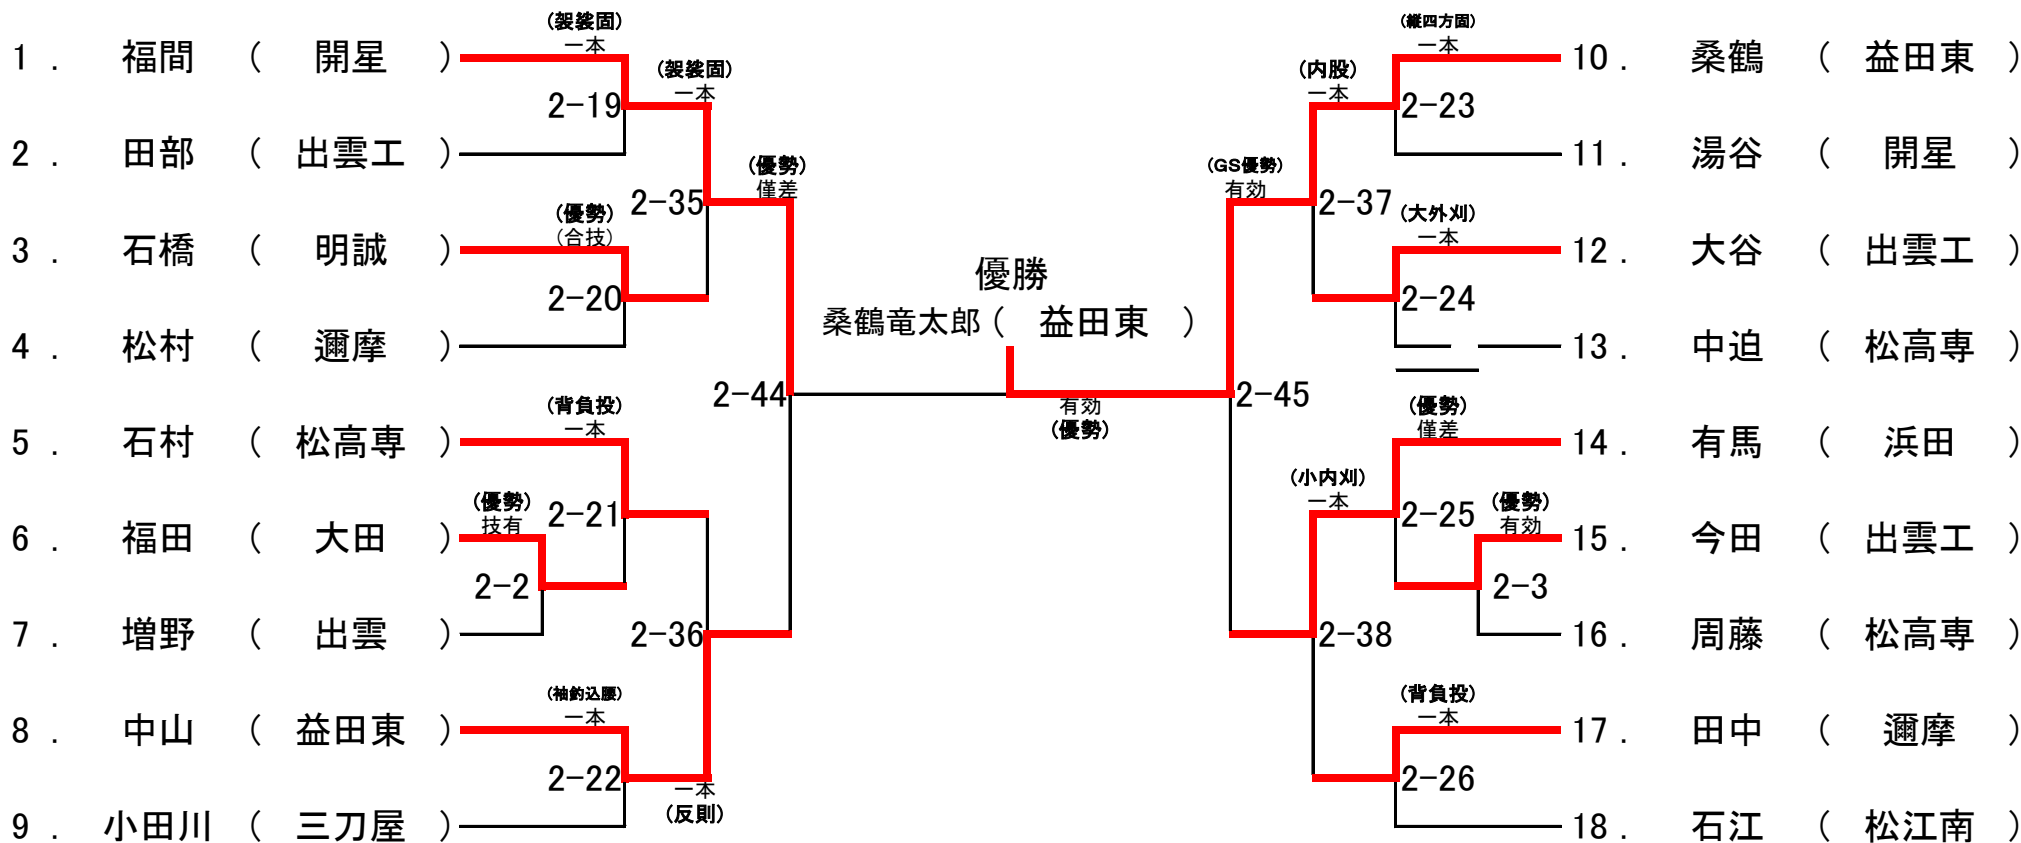 (袈裟固)
一本
1. 福間 ( 開星 )
(袈裟固)
一本
2-19
2. 田部 ( 出雲工 )
(優勢)
僅差
2-35
(優勢)
(合技)
3. 石橋 ( 明誠 )
2-20
4. 松村 ( 邇摩 )
2-44
(背負投)
一本
5. 石村 ( 松高専 )
(優勢)
技有
2-21
6. 福田 ( 大田 )
2-2
7. 増野 ( 出雲 )
2-36
(袖釣込腰)
一本
8. 中山 ( 益田東 )
2-22
一本
(反則)
9. 小田川 ( 三刀屋 )
優勝
桑鶴竜太郎 ( 益田東 )
有効
(優勢)
(縦四方固)
一本
10. 桑鶴 ( 益田東 )
(内股)
一本
2-23
11. 湯谷 ( 開星 )
(GS優勢)
有効
2-37
(大外刈)
一本
12. 大谷 ( 出雲工 )
2-24
13. 中迫 ( 松高専 )
2-45
(優勢)
僅差
14. 有馬 ( 浜田 )
(小内刈)
一本
2-25
(優勢)
有効
15. 今田 ( 出雲工 )
2-3
16. 周藤 ( 松高専 )
2-38
(背負投)
一本
17. 田中 ( 邇摩 )
2-26
18. 石江 ( 松江南 )